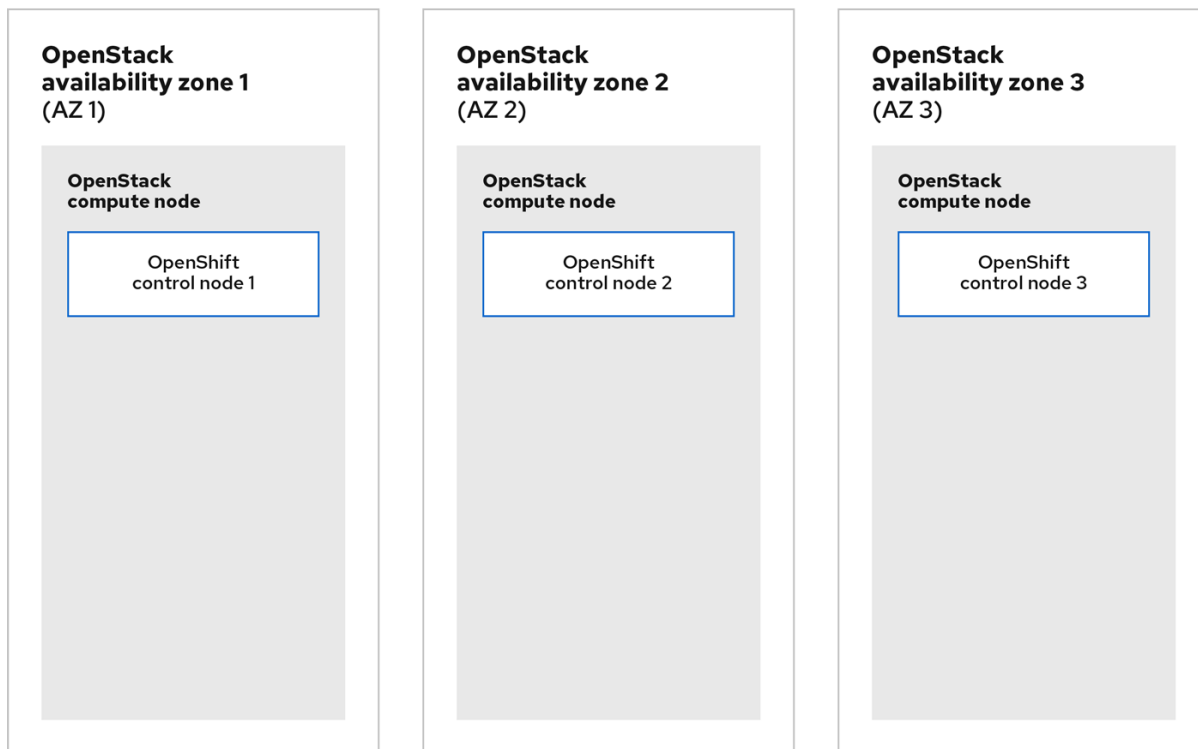 OpenStack
availability zone 1
(AZ 1)
OpenStack
compute node
OpenShift
control node 1
OpenStack
availability zone 2
(AZ 2)
OpenStack
compute node
OpenShift
control node 2
OpenStack
availability zone 3
(AZ 3)
OpenStack
compute node
OpenShift
control node 3